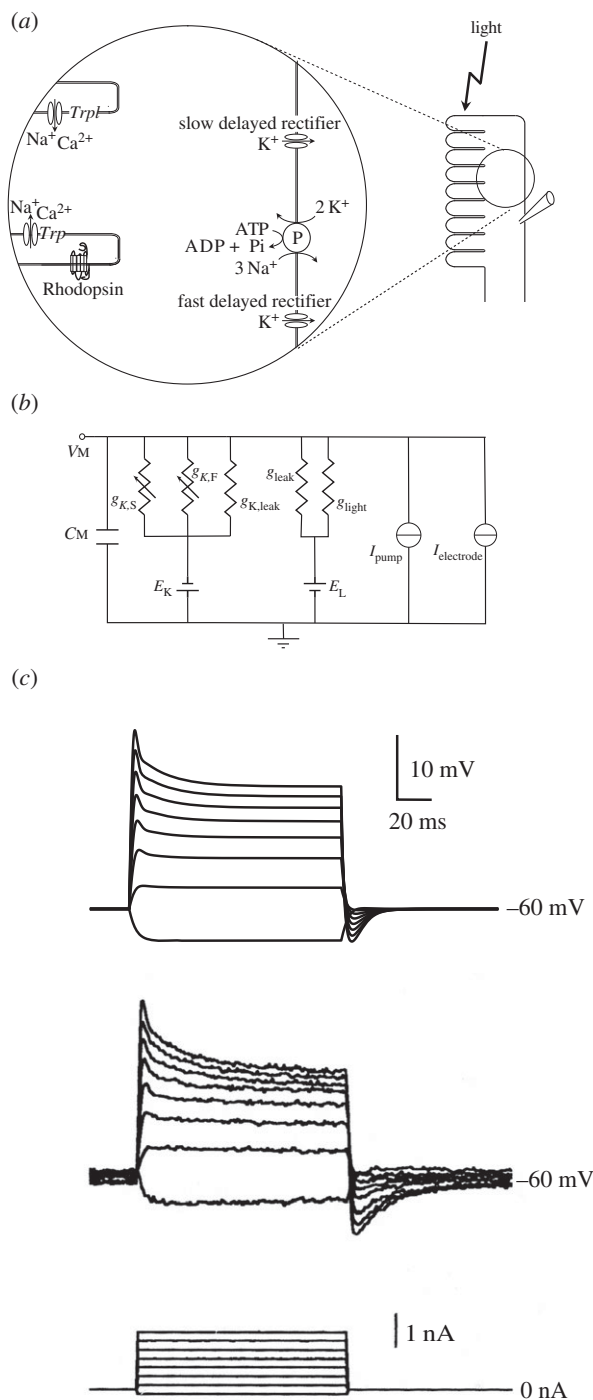 (a)
light
slow delayed rectifier
K+
Trpl
Na+ Ca2+
2 K+
Na+
Ca2+
Trp
ATP
ADP + Pi
P
3 Na+
Rhodopsin
fast delayed rectifier
K+
(b)
VM
gK,S
gK,F
gK,leak
gleak
glight
CM
Ipump
Ielectrode
EK
EL
(c)
10 mV
20 ms
–60 mV
–60 mV
1 nA
0 nA